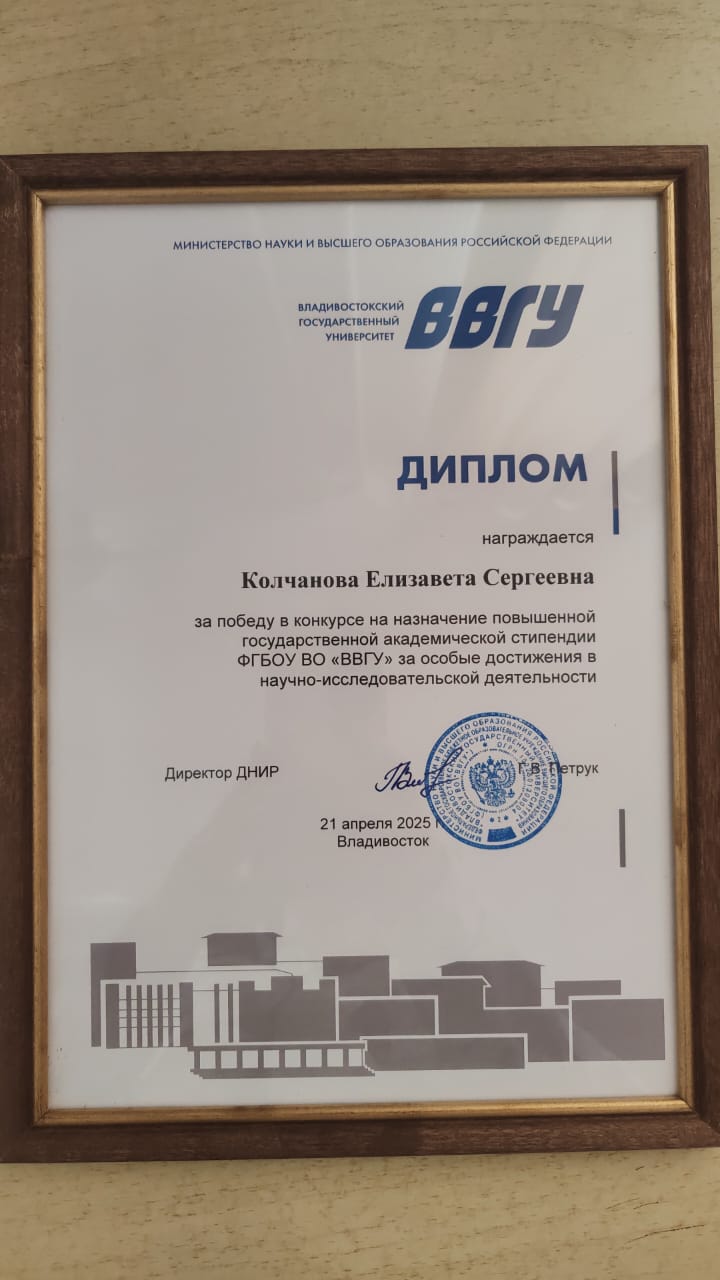 МИНИСТЕРСТВО НАУКИ И ВЫСШЕГО ОБРАЗОВАНИЯ РОССИЙСКОЙ ФЕДЕРАЦИИ
ВЛАДИВОСТОКСКИЙ
ГОСУДАРСТВЕННЫЙ
УНИВЕРСИТЕТ
ВВГУ
ДИПЛОМ
награждается
Колчанова Елизавета Сергеевна
за победу в конкурсе на назначение повышенной
государственной академической стипендии
ФГБОУ ВО «ВВГУ» за особые достижения в
научно-исследовательской деятельности
Директор ДНИР
Г.В. Петрук
21 апреля 2025 г
Владивосток